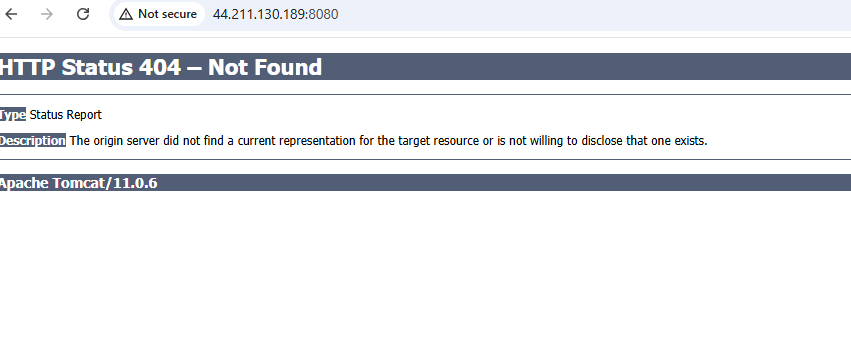 Not secure 44.211.130.189:8080
HTTP Status 404 – Not Found
Type Status Report
Description The origin server did not find a current representation for the target resource or is not willing to disclose that one exists.
Apache Tomcat/11.0.6